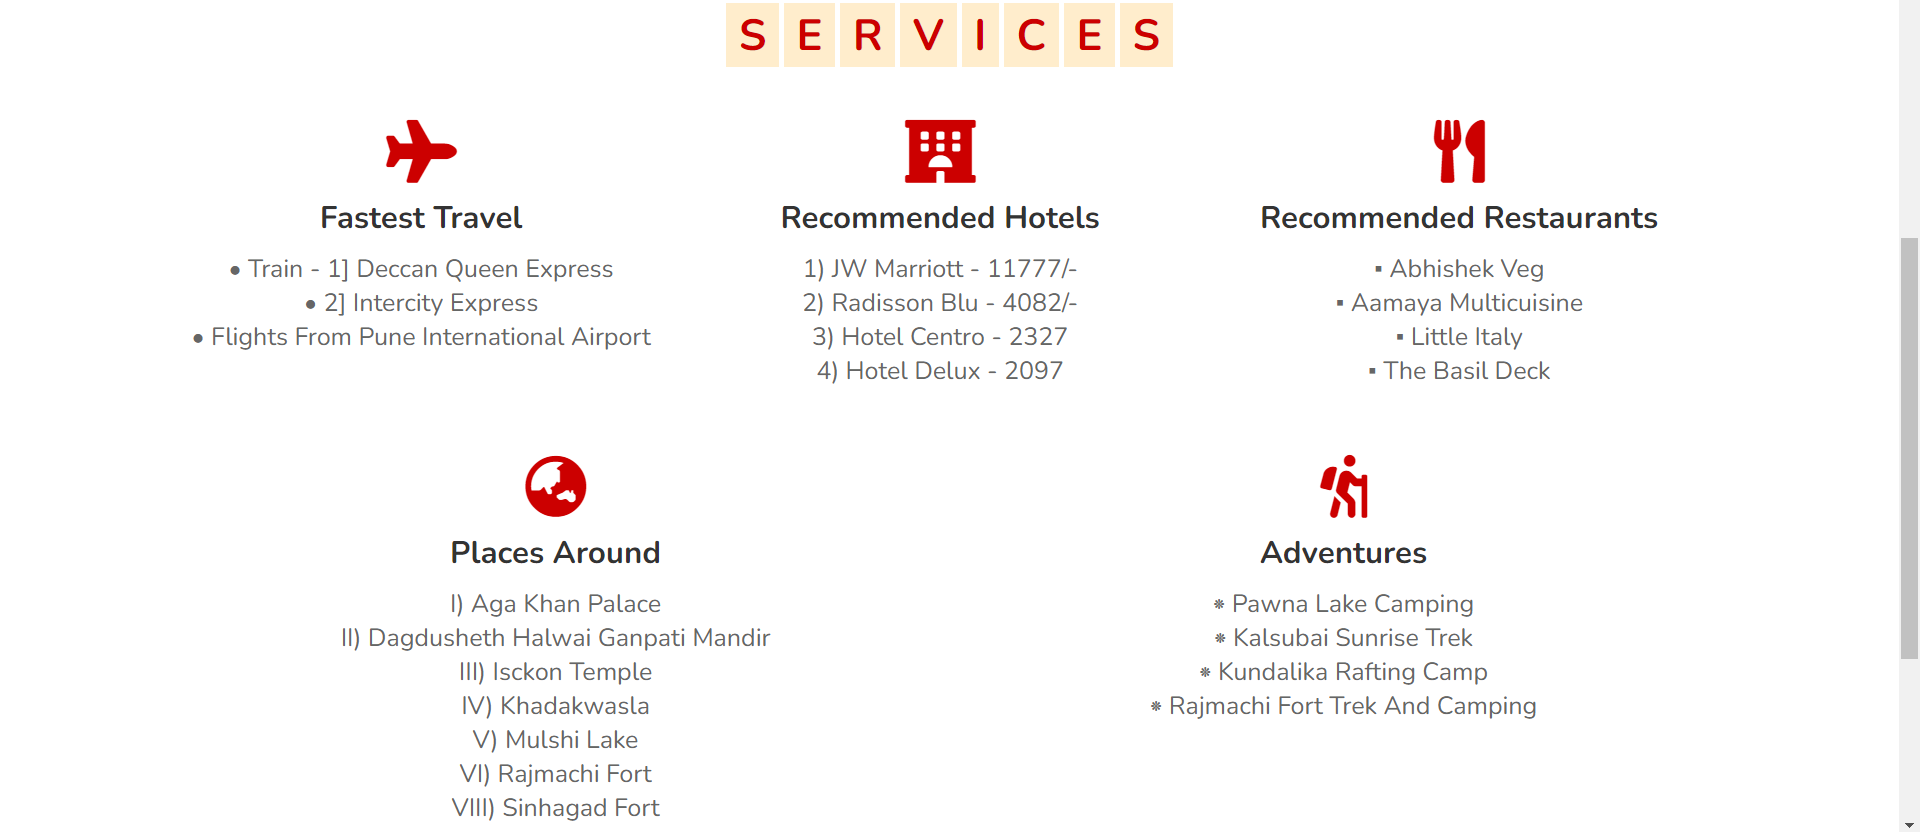 SERVICES
Fastest Travel
● Train - 1] Deccan Queen Express
● 2] Intercity Express
● Flights From Pune International Airport
Recommended Hotels
1) JW Marriott - 11777/-
2) Radisson Blu - 4082/-
3) Hotel Centro - 2327
4) Hotel Delux - 2097
Recommended Restaurants
▪ Abhishek Veg
▪ Aamaya Multicuisine
▪ Little Italy
▪ The Basil Deck
Places Around
I) Aga Khan Palace
II) Dagdusheth Halwai Ganpati Mandir
III) Isckon Temple
IV) Khadakwasla
V) Mulshi Lake
VI) Rajmachi Fort
VIII) Sinhagad Fort
Adventures
⁕ Pawna Lake Camping
⁕ Kalsubai Sunrise Trek
⁕ Kundalika Rafting Camp
⁕ Rajmachi Fort Trek And Camping